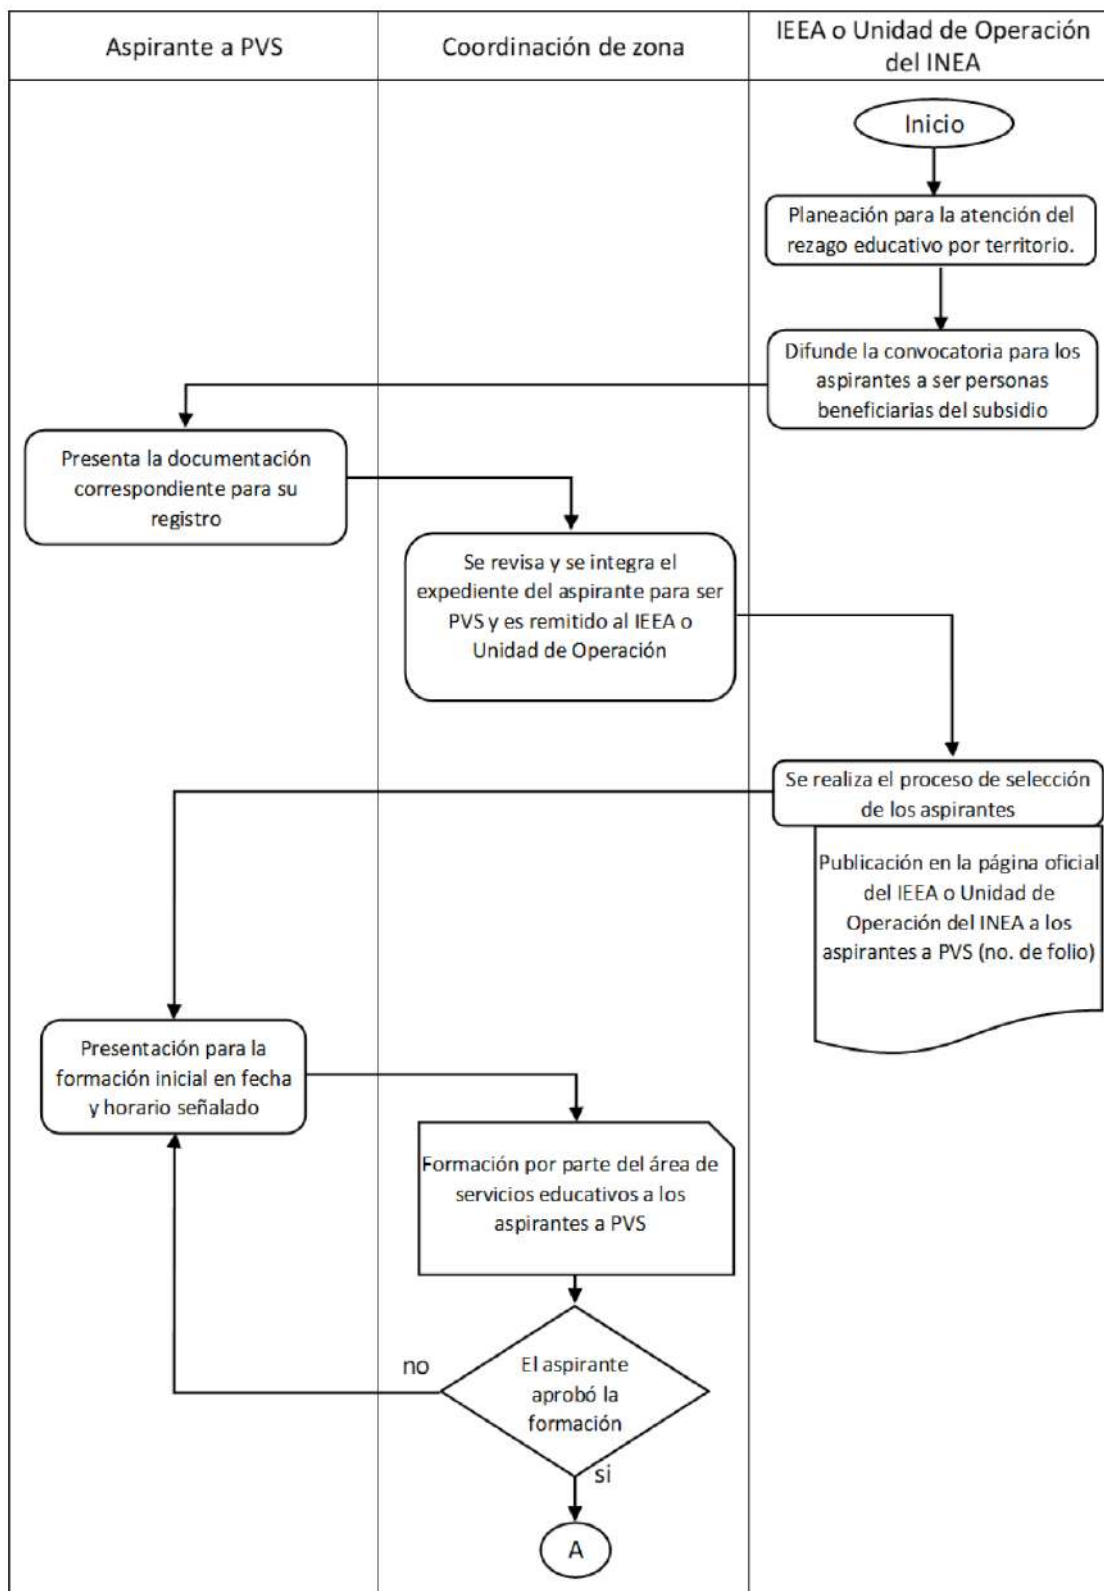 Aspirante a PVS
Coordinación de zona
IEEA o Unidad de Operación
del INEA
Inicio
Planeación para la atención del
rezago educativo por territorio.
Difunde la convocatoria para los
aspirantes a ser personas
beneficiarias del subsidio
Presenta la documentación
correspondiente para su
registro
Se revisa y se integra el
expediente del aspirante para ser
PVS y es remitido al IEEA o
Unidad de Operación
Se realiza el proceso de selección
de los aspirantes
Publicación en la página oficial
del IEEA o Unidad de
Operación del INEA a los
aspirantes a PVS (no. de folio)
Presentación para la
formación inicial en fecha
y horario señalado
Formación por parte del área de
servicios educativos a los
aspirantes a PVS
El aspirante
aprobó la
formación
no
si
A